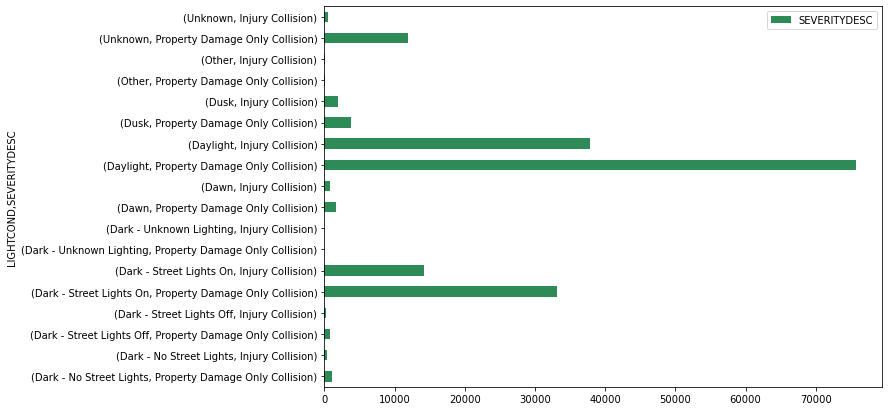 (Unknown, Injury Collision)
(Unknown, Property Damage Only Collision)
(Other, Injury Collision)
(Other, Property Damage Only Collision)
(Dusk, Injury Collision)
(Dusk, Property Damage Only Collision)
(Daylight, Injury Collision)
(Daylight, Property Damage Only Collision)
(Dawn, Injury Collision)
(Dawn, Property Damage Only Collision)
(Dark - Unknown Lighting, Injury Collision)
(Dark - Unknown Lighting, Property Damage Only Collision)
(Dark - Street Lights On, Injury Collision)
(Dark - Street Lights On, Property Damage Only Collision)
(Dark - Street Lights Off, Injury Collision)
(Dark - Street Lights Off, Property Damage Only Collision)
(Dark - No Street Lights, Injury Collision)
(Dark - No Street Lights, Property Damage Only Collision)
LIGHTCOND,SEVERITYDESC
SEVERITYDESC
0 10000 20000 30000 40000 50000 60000 70000